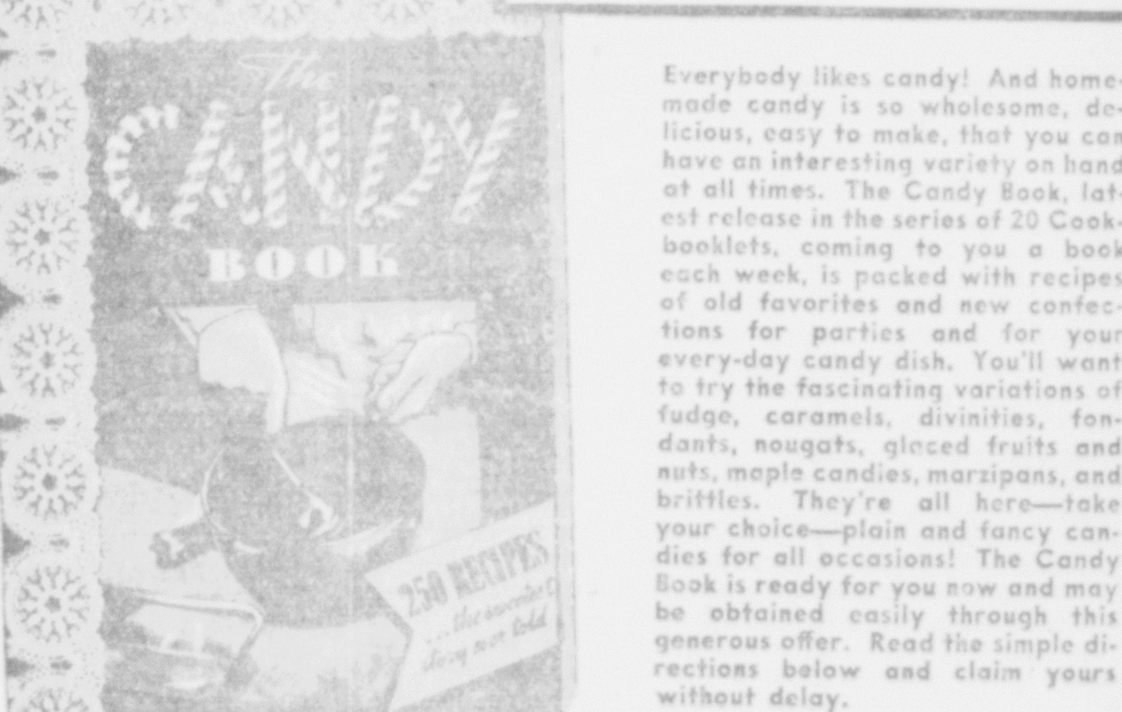 The
CANDY
BOOK
250 RECIPES
...the sweetest
story ever told
Everybody likes candy! And home-
made candy is so wholesome, de-
licious, easy to make, that you can
have an interesting variety on hand
at all times. The Candy Book, lat-
est release in the series of 20 Cook-
booklets, coming to you a book
each week, is packed with recipes
of old favorites and new confec-
tions for parties and for your
every-day candy dish. You'll want
to try the fascinating variations of
fudge, caramels, divinities, fon-
dants, nougats, glaced fruits and
nuts, maple candies, marzipans, and
brittles. They're all here—take
your choice—plain and fancy can-
dies for all occasions! The Candy
Book is ready for you now and may
be obtained easily through this
generous offer. Read the simple di-
rections below and claim yours
without delay.